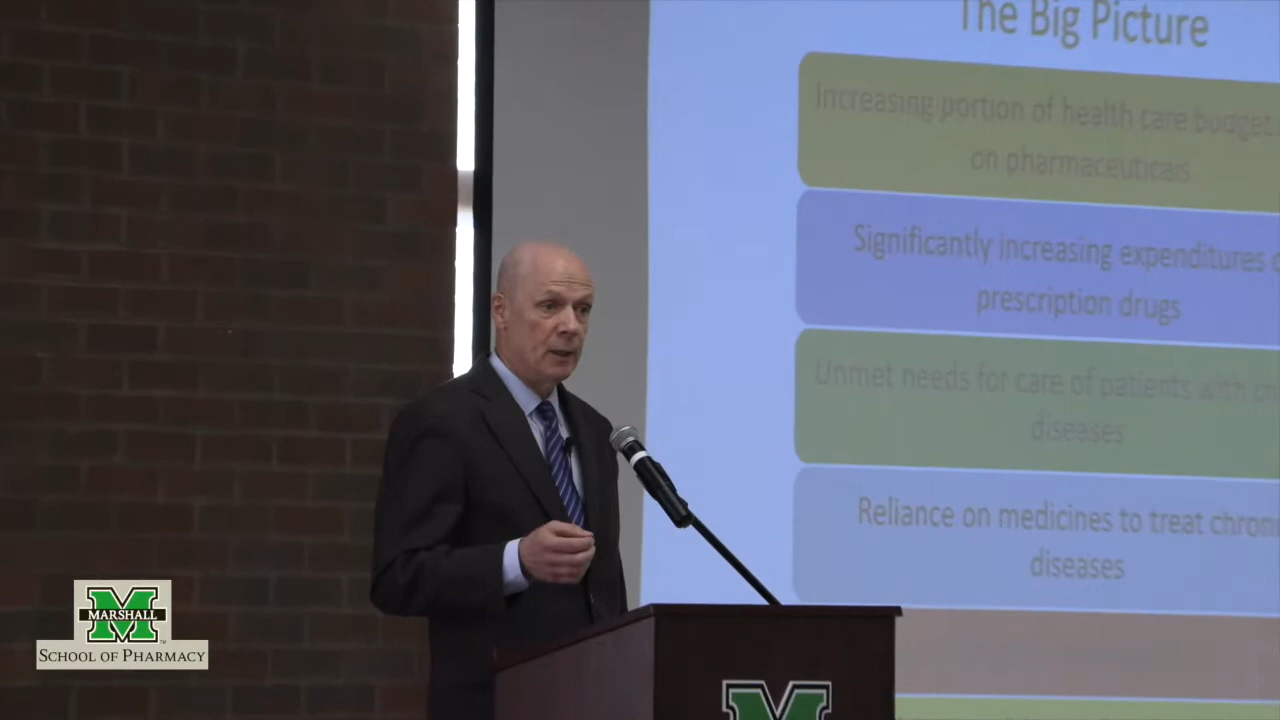 The Big Picture
Increasing portion of health care budget
on pharmaceuticals
Significantly increasing expenditures
prescription drugs
Unmet needs for care of patients with
diseases
Reliance on medicines to treat
diseases
M
MARSHALL
SCHOOL OF PHARMACY
M